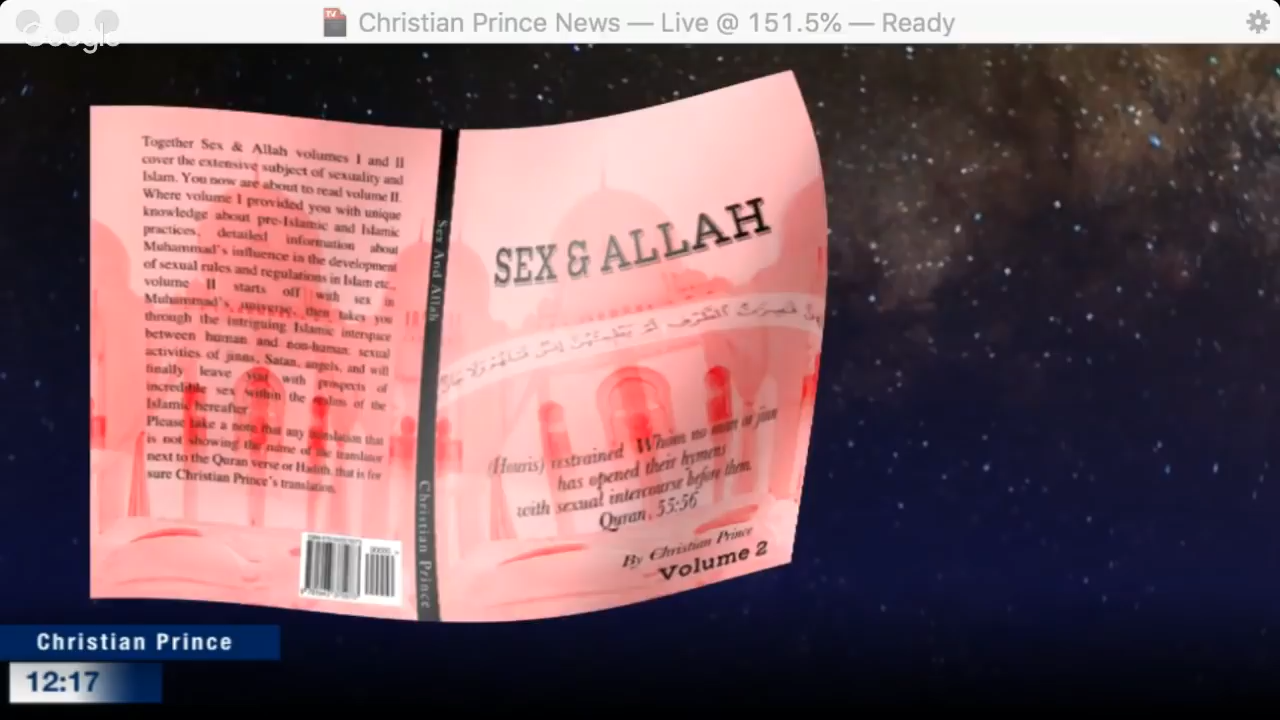 Christian Prince News — Live @ 151.5% — Ready
Google
Together Sex & Allah volumes I and II
cover the extensive subject of sexuality and
Islam. You now are about to read volume II.
Where volume I provided you with unique
knowledge about pre-Islamic and Islamic
practices, detailed information about
Muhammad's influence in the development
of sexual rules and regulations in Islam etc.,
volume II starts off with sex in
Muhammad's universe, then takes you
through the intriguing Islamic interspace
between human and non-human sexual
activities of jinns, Satan, angels, and will
finally leave you with prospects of
incredible sex within the realms of the
Islamic hereafter
Please take a note that any translation that
is not showing the name of the translator
next to the Quran verse or Hadith, that is for
sure Christian Prince's translation.
Sex And Allah
Christian Prince
SEX & ALLAH
(Houris) restrained Whom no man or jinn
has opened their hymens
with sexual intercourse before them.
Quran, 55:56
By Christian Prince
Volume 2
Christian Prince
12:17